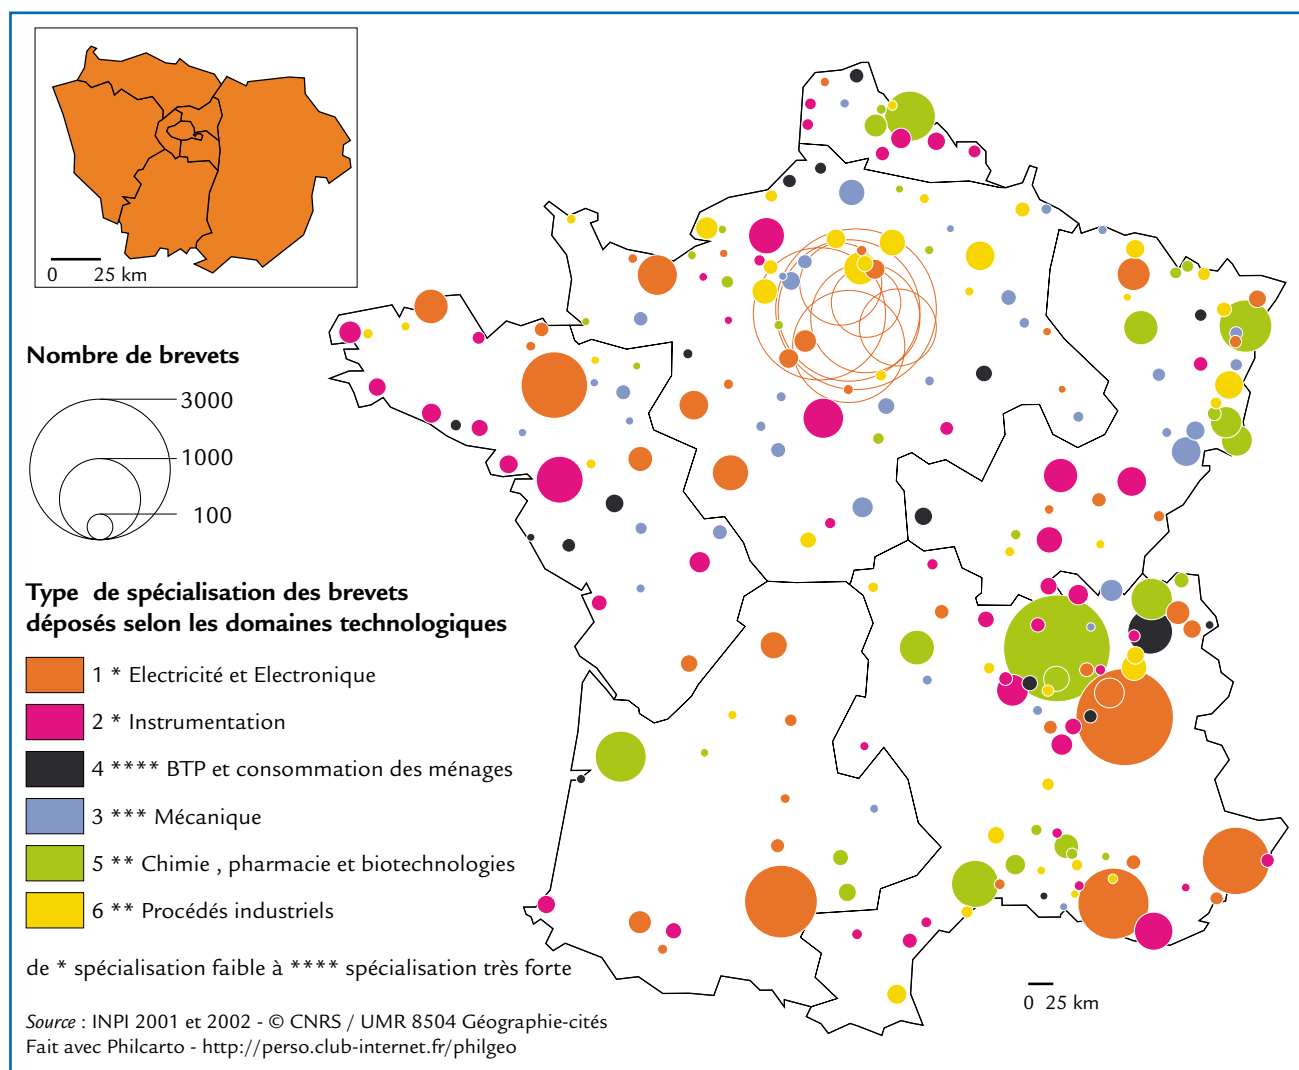 0 25 km
Nombre de brevets
3000
1000
100
Type de spécialisation des brevets
déposés selon les domaines technologiques
1 * Electricité et Electronique
2 * Instrumentation
4 **** BTP et consommation des ménages
3 *** Mécanique
5 ** Chimie , pharmacie et biotechnologies
6 ** Procédés industriels
de * spécialisation faible à **** spécialisation très forte
0 25 km
Source : INPI 2001 et 2002 - © CNRS / UMR 8504 Géographie-cités
Fait avec Philcarto - http://perso.club-internet.fr/philgeo